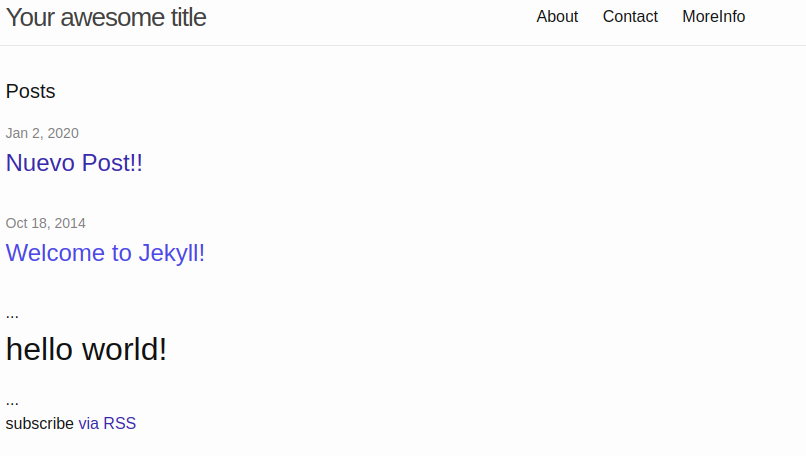 Your awesome title About Contact MoreInfo
Posts
Jan 2, 2020
Nuevo Post!!
Oct 18, 2014
Welcome to Jekyll!
...
hello world!
...
subscribe via RSS